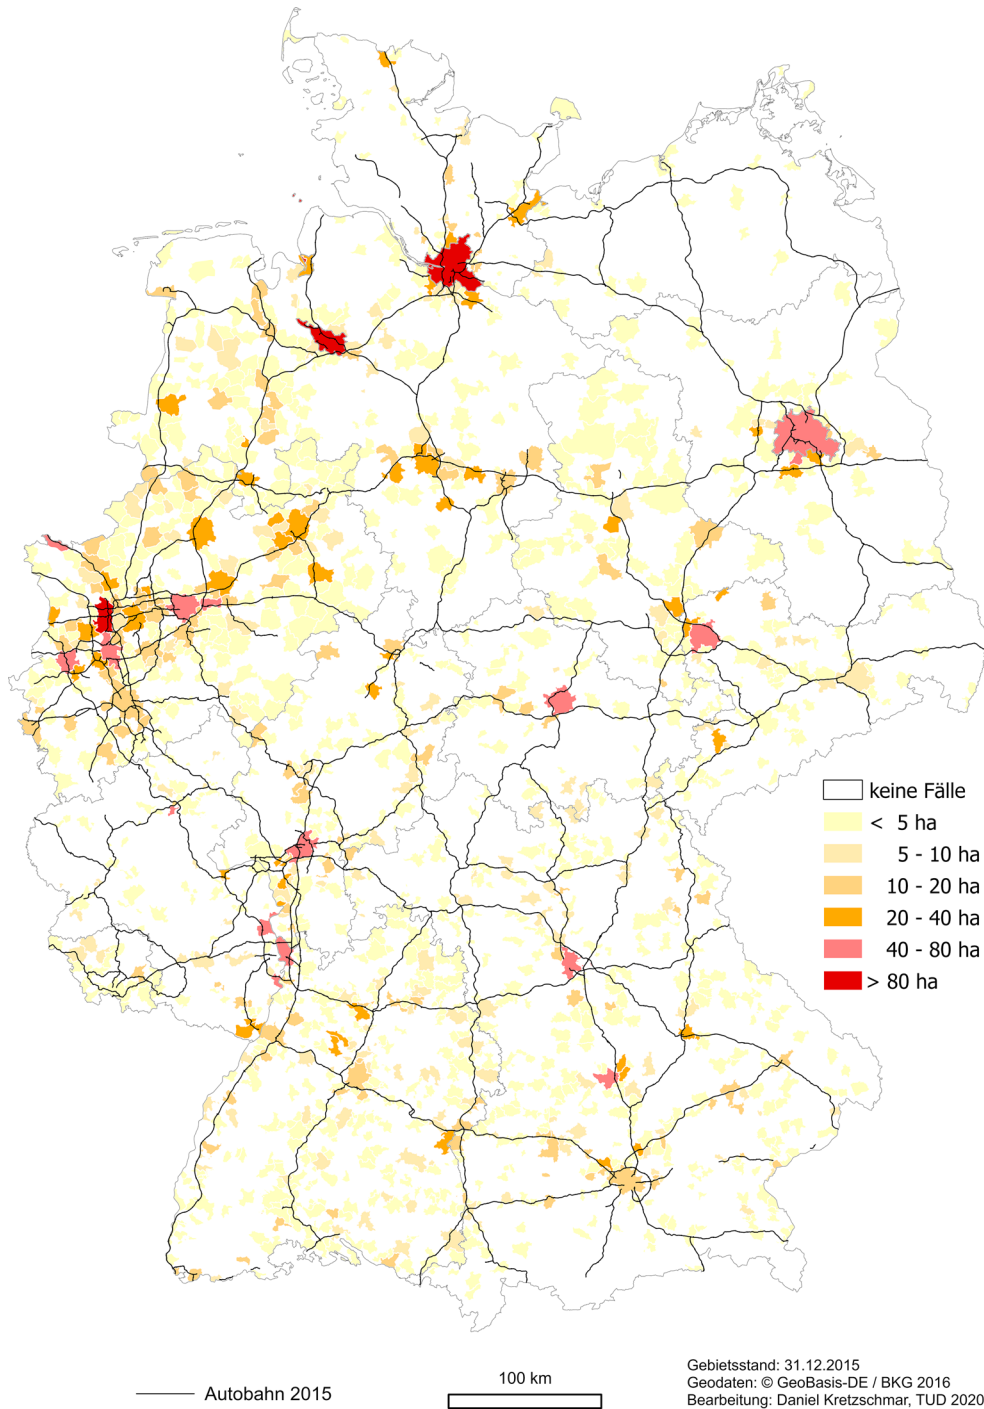 keine Fälle
< 5 ha
5 - 10 ha
10 - 20 ha
20 - 40 ha
40 - 80 ha
> 80 ha
Autobahn 2015
100 km
Gebietsstand: 31.12.2015
Geodaten: © GeoBasis-DE / BKG 2016
Bearbeitung: Daniel Kretzschmar, TUD 2020